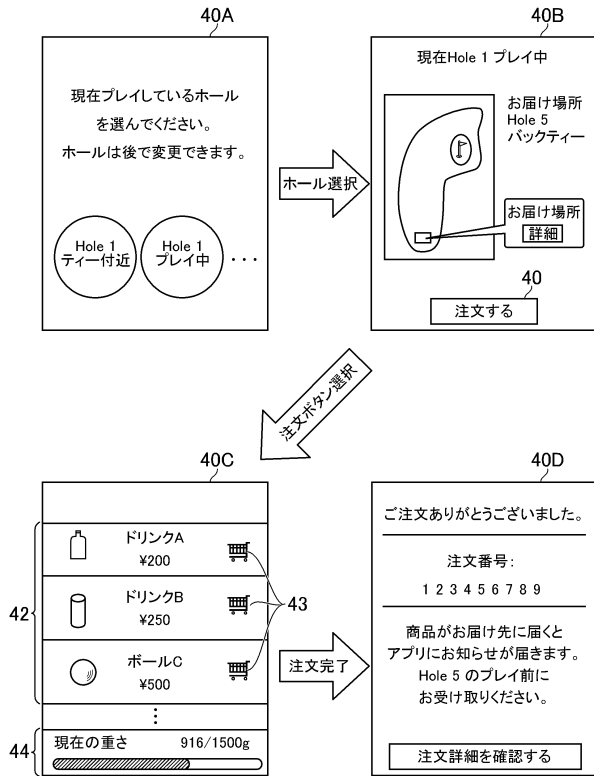 40A
現在プレイしているホール
を選んでください。
ホールは後で変更できます。
Hole 1
ティー付近
Hole 1
プレイ中
・・・
ホール選択
40B
現在Hole 1 プレイ中
お届け場所
Hole 5
バックティー
お届け場所
詳細
40
注文する
注文ボタン選択
40C
ドリンクA
¥200
ドリンクB
¥250
ボールC
¥500
42
43
44
現在の重さ 916/1500g
注文完了
40D
ご注文ありがとうございました。
注文番号：
1 2 3 4 5 6 7 8 9
商品がお届け先に届くと
アプリにお知らせが届きます。
Hole 5 のプレイ前に
お受け取りください。
注文詳細を確認する